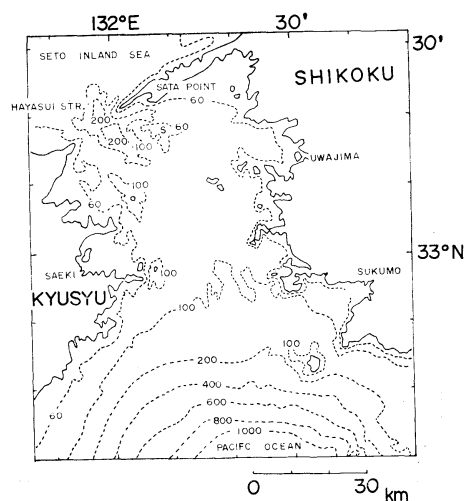 132°E 30'
30'
SETO INLAND SEA
SHIKOKU
SATA POINT
HAYASUI STR.
60
200
S
60
200
100
UWAJIMA
100
60
33°N
SAEKI
100
SUKUMO
KYUSYU
100
100
200
400
60
600
800
1000
PACIFC OCEAN
0 30 km